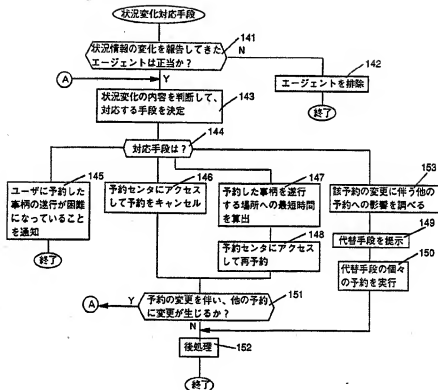 状況変化対応手段
141
状況情報の変化を報告してきた
エージェントは正当か?
N
142
エージェントを排除
終了
A
Y
143
状況変化の内容を判断して、
対応する手段を決定
144
対応手段は?
145
ユーザに予約した
事柄の遂行が困難
になっていること
を通知
終了
146
予約センタにアクセス
して予約をキャンセル
147
予約した事柄を遂行
する場所への最短時間
を算出
148
予約センタにアクセス
して再予約
153
該予約の変更に伴う他の
予約への影響を調べる
149
代替手段を提示
150
代替手段の個々
の予約を実行
A
Y
151
予約の変更を伴い、他の予約
に変更が生じるか?
N
後処理
152
終了